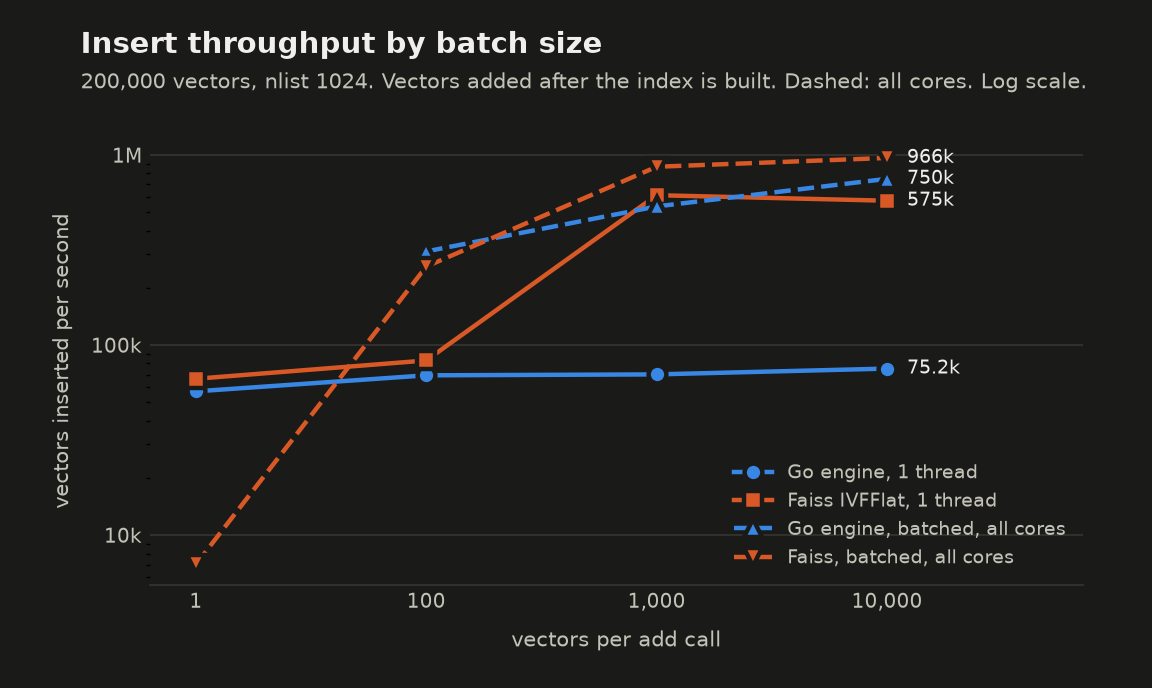 Insert throughput by batch size
200,000 vectors, nlist 1024. Vectors added after the index is built. Dashed: all cores. Log scale.
vectors inserted per second
1M
100k
10k
966k
750k
575k
75.2k
Go engine, 1 thread
Faiss IVFFlat, 1 thread
Go engine, batched, all cores
Faiss, batched, all cores
1
100
1,000
10,000
vectors per add call